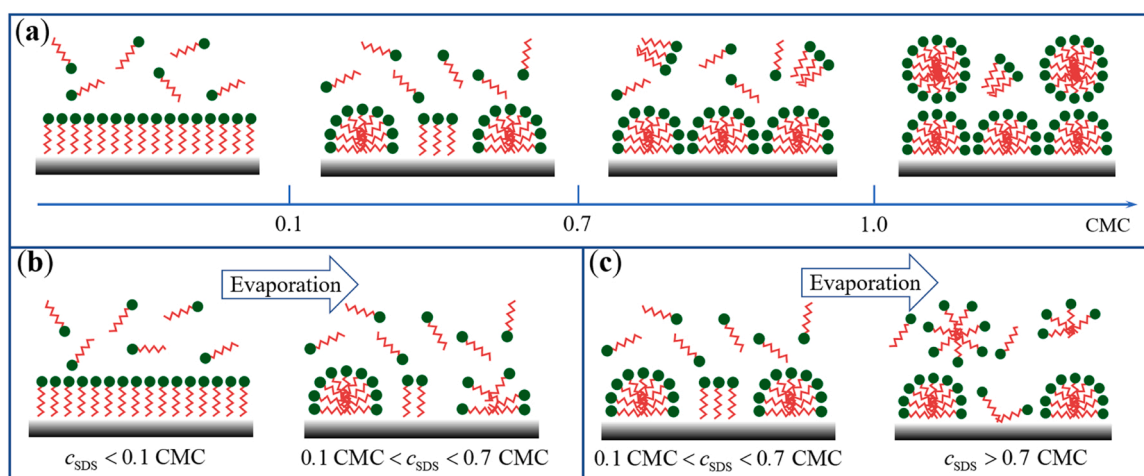 (a)
0.1
0.7
1.0
CMC
(b)
Evaporation
c_SDS < 0.1 CMC
0.1 CMC < c_SDS < 0.7 CMC
(c)
Evaporation
0.1 CMC < c_SDS < 0.7 CMC
c_SDS > 0.7 CMC